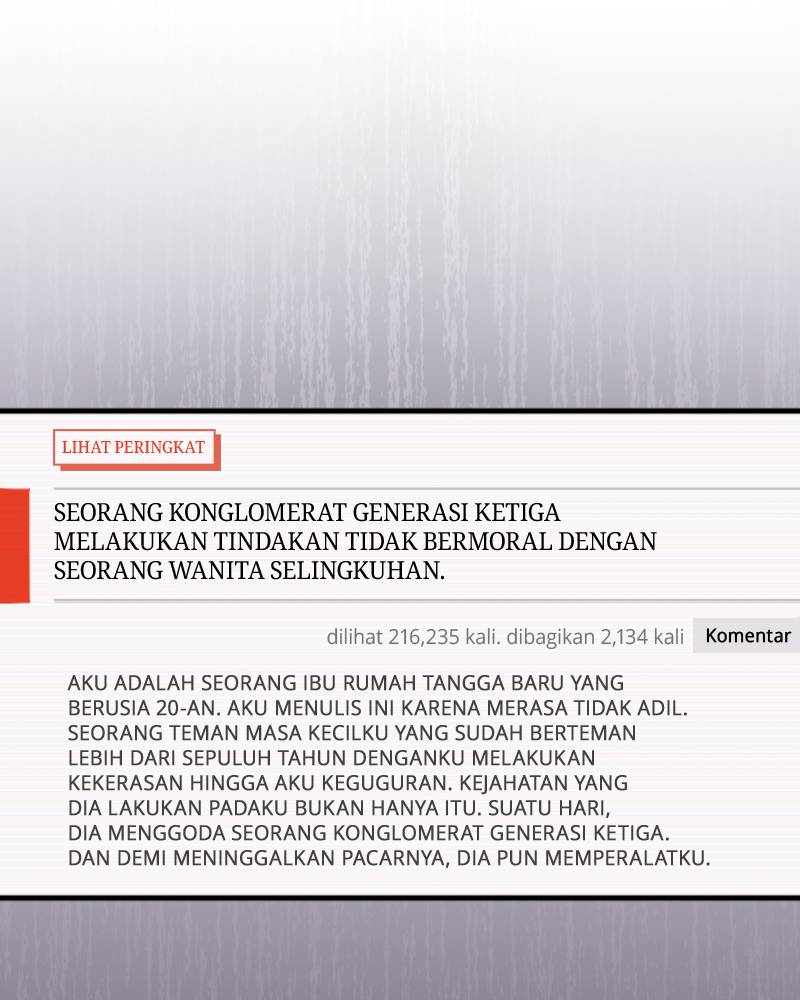 LIHAT PERINGKAT
SEORANG KONGLOMERAT GENERASI KETIGA
MELAKUKAN TINDAKAN TIDAK BERMORAL DENGAN
SEORANG WANITA SELINGKUHAN.
dilihat 216,235 kali. dibagikan 2,134 kali Komentar
AKU ADALAH SEORANG IBU RUMAH TANGGA BARU YANG
BERUSIA 20-AN. AKU MENULIS INI KARENA MERASA TIDAK ADIL.
SEORANG TEMAN MASA KECILKU YANG SUDAH BERTEMAN
LEBIH DARI SEPULUH TAHUN DENGANKU MELAKUKAN
KEKERASAN HINGGA AKU KEGUGURAN. KEJAHATAN YANG
DIA LAKUKAN PADAKU BUKAN HANYA ITU. SUATU HARI,
DIA MENGGODA SEORANG KONGLOMERAT GENERASI KETIGA.
DAN DEMI MENINGGALKAN PACARNYA, DIA PUN MEMPERALATKU.